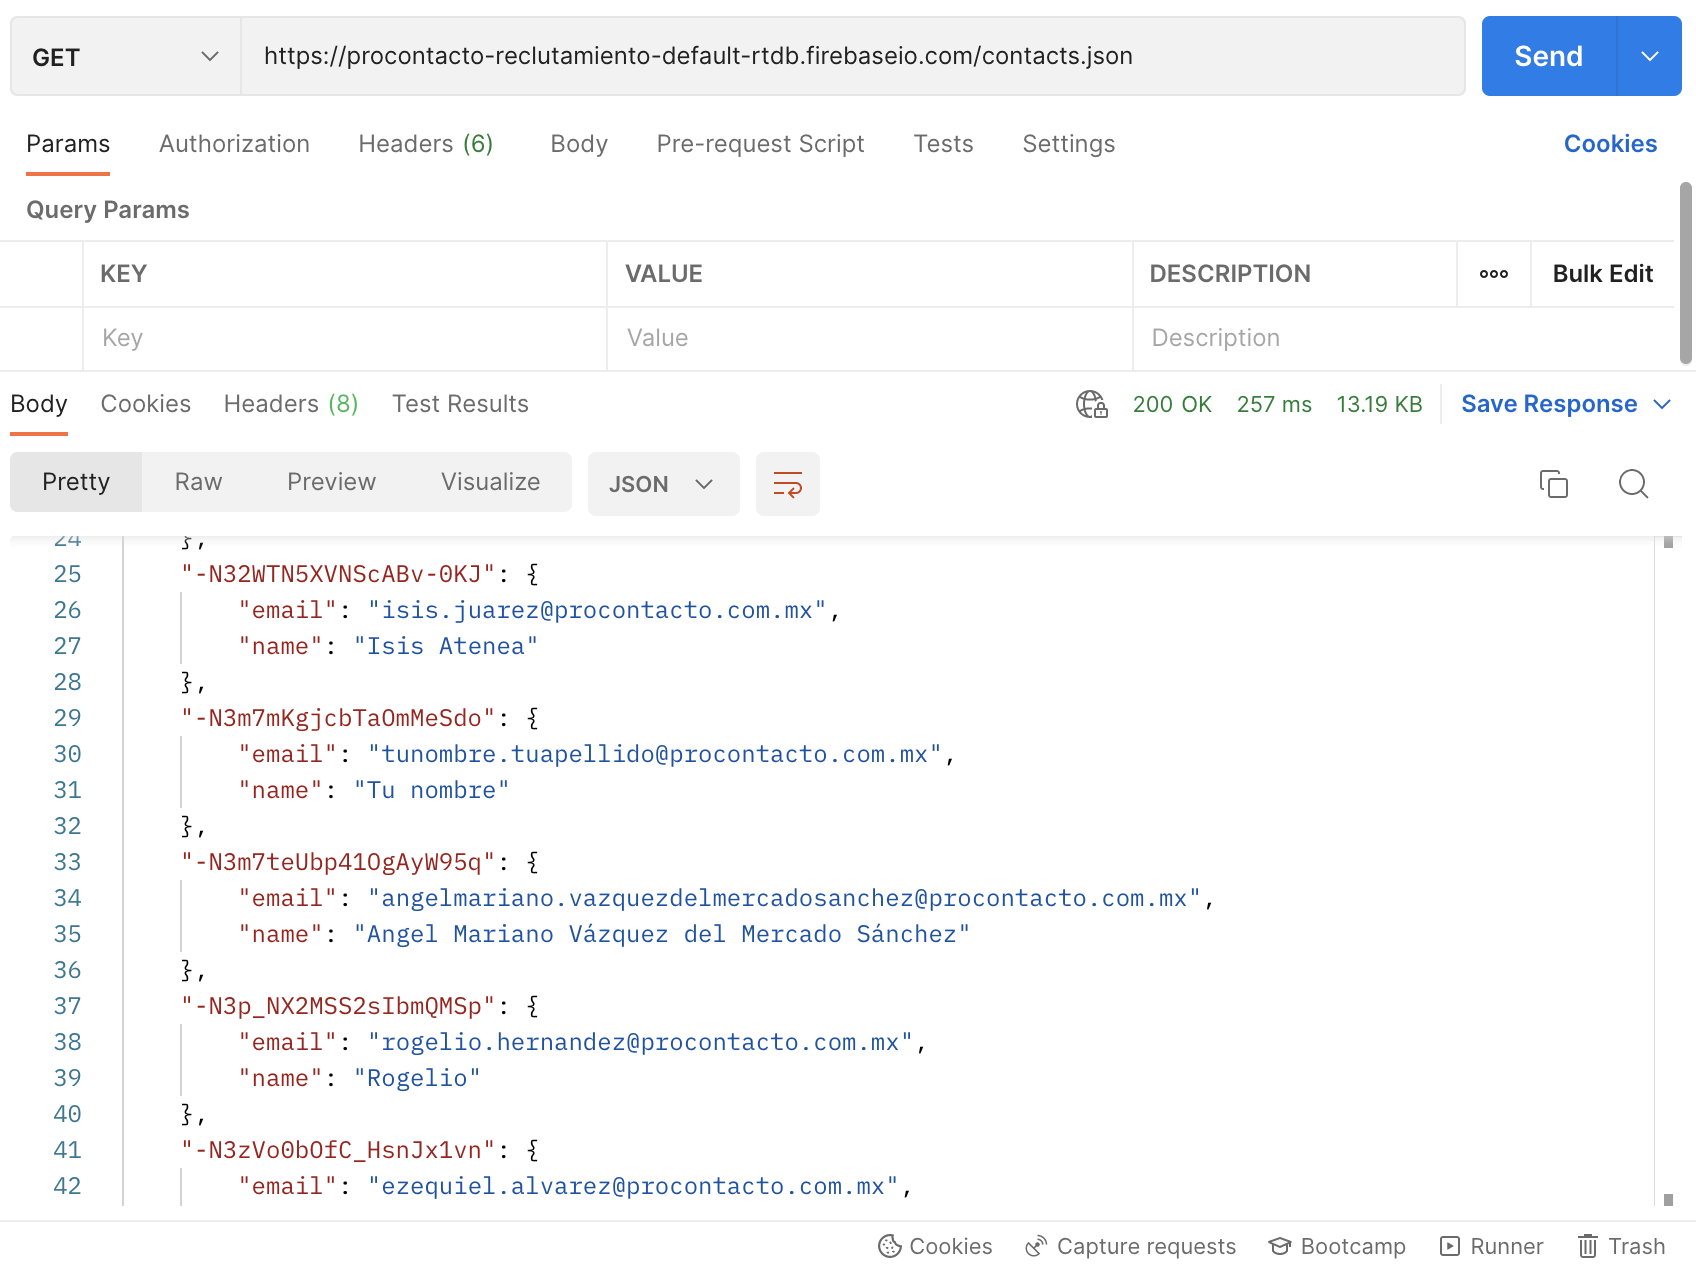 GET https://procontacto-reclutamiento-default-rtdb.firebaseio.com/contacts.json Send
Params Authorization Headers (6) Body Pre-request Script Tests Settings Cookies
Query Params
KEY VALUE DESCRIPTION ooo Bulk Edit
Key Value Description
Body Cookies Headers (8) Test Results 200 OK 257 ms 13.19 KB Save Response
Pretty Raw Preview Visualize JSON
24 },
25 "-N32WTN5XVNScABv-0KJ": {
26 "email": "isis.juarez@procontacto.com.mx",
27 "name": "Isis Atenea"
28 },
29 "-N3m7mKgjcbTaOmMeSdo": {
30 "email": "tunombre.tuapellido@procontacto.com.mx",
31 "name": "Tu nombre"
32 },
33 "-N3m7teUbp41OgAyW95q": {
34 "email": "angelmariano.vazquezdelmercadosanchez@procontacto.com.mx",
35 "name": "Angel Mariano Vázquez del Mercado Sánchez"
36 },
37 "-N3p_NX2MSS2sIbmQMSp": {
38 "email": "rogelio.hernandez@procontacto.com.mx",
39 "name": "Rogelio"
40 },
41 "-N3zVo0bOfC_HsnJx1vn": {
42 "email": "ezequiel.alvarez@procontacto.com.mx",
Cookies Capture requests Bootcamp Runner Trash